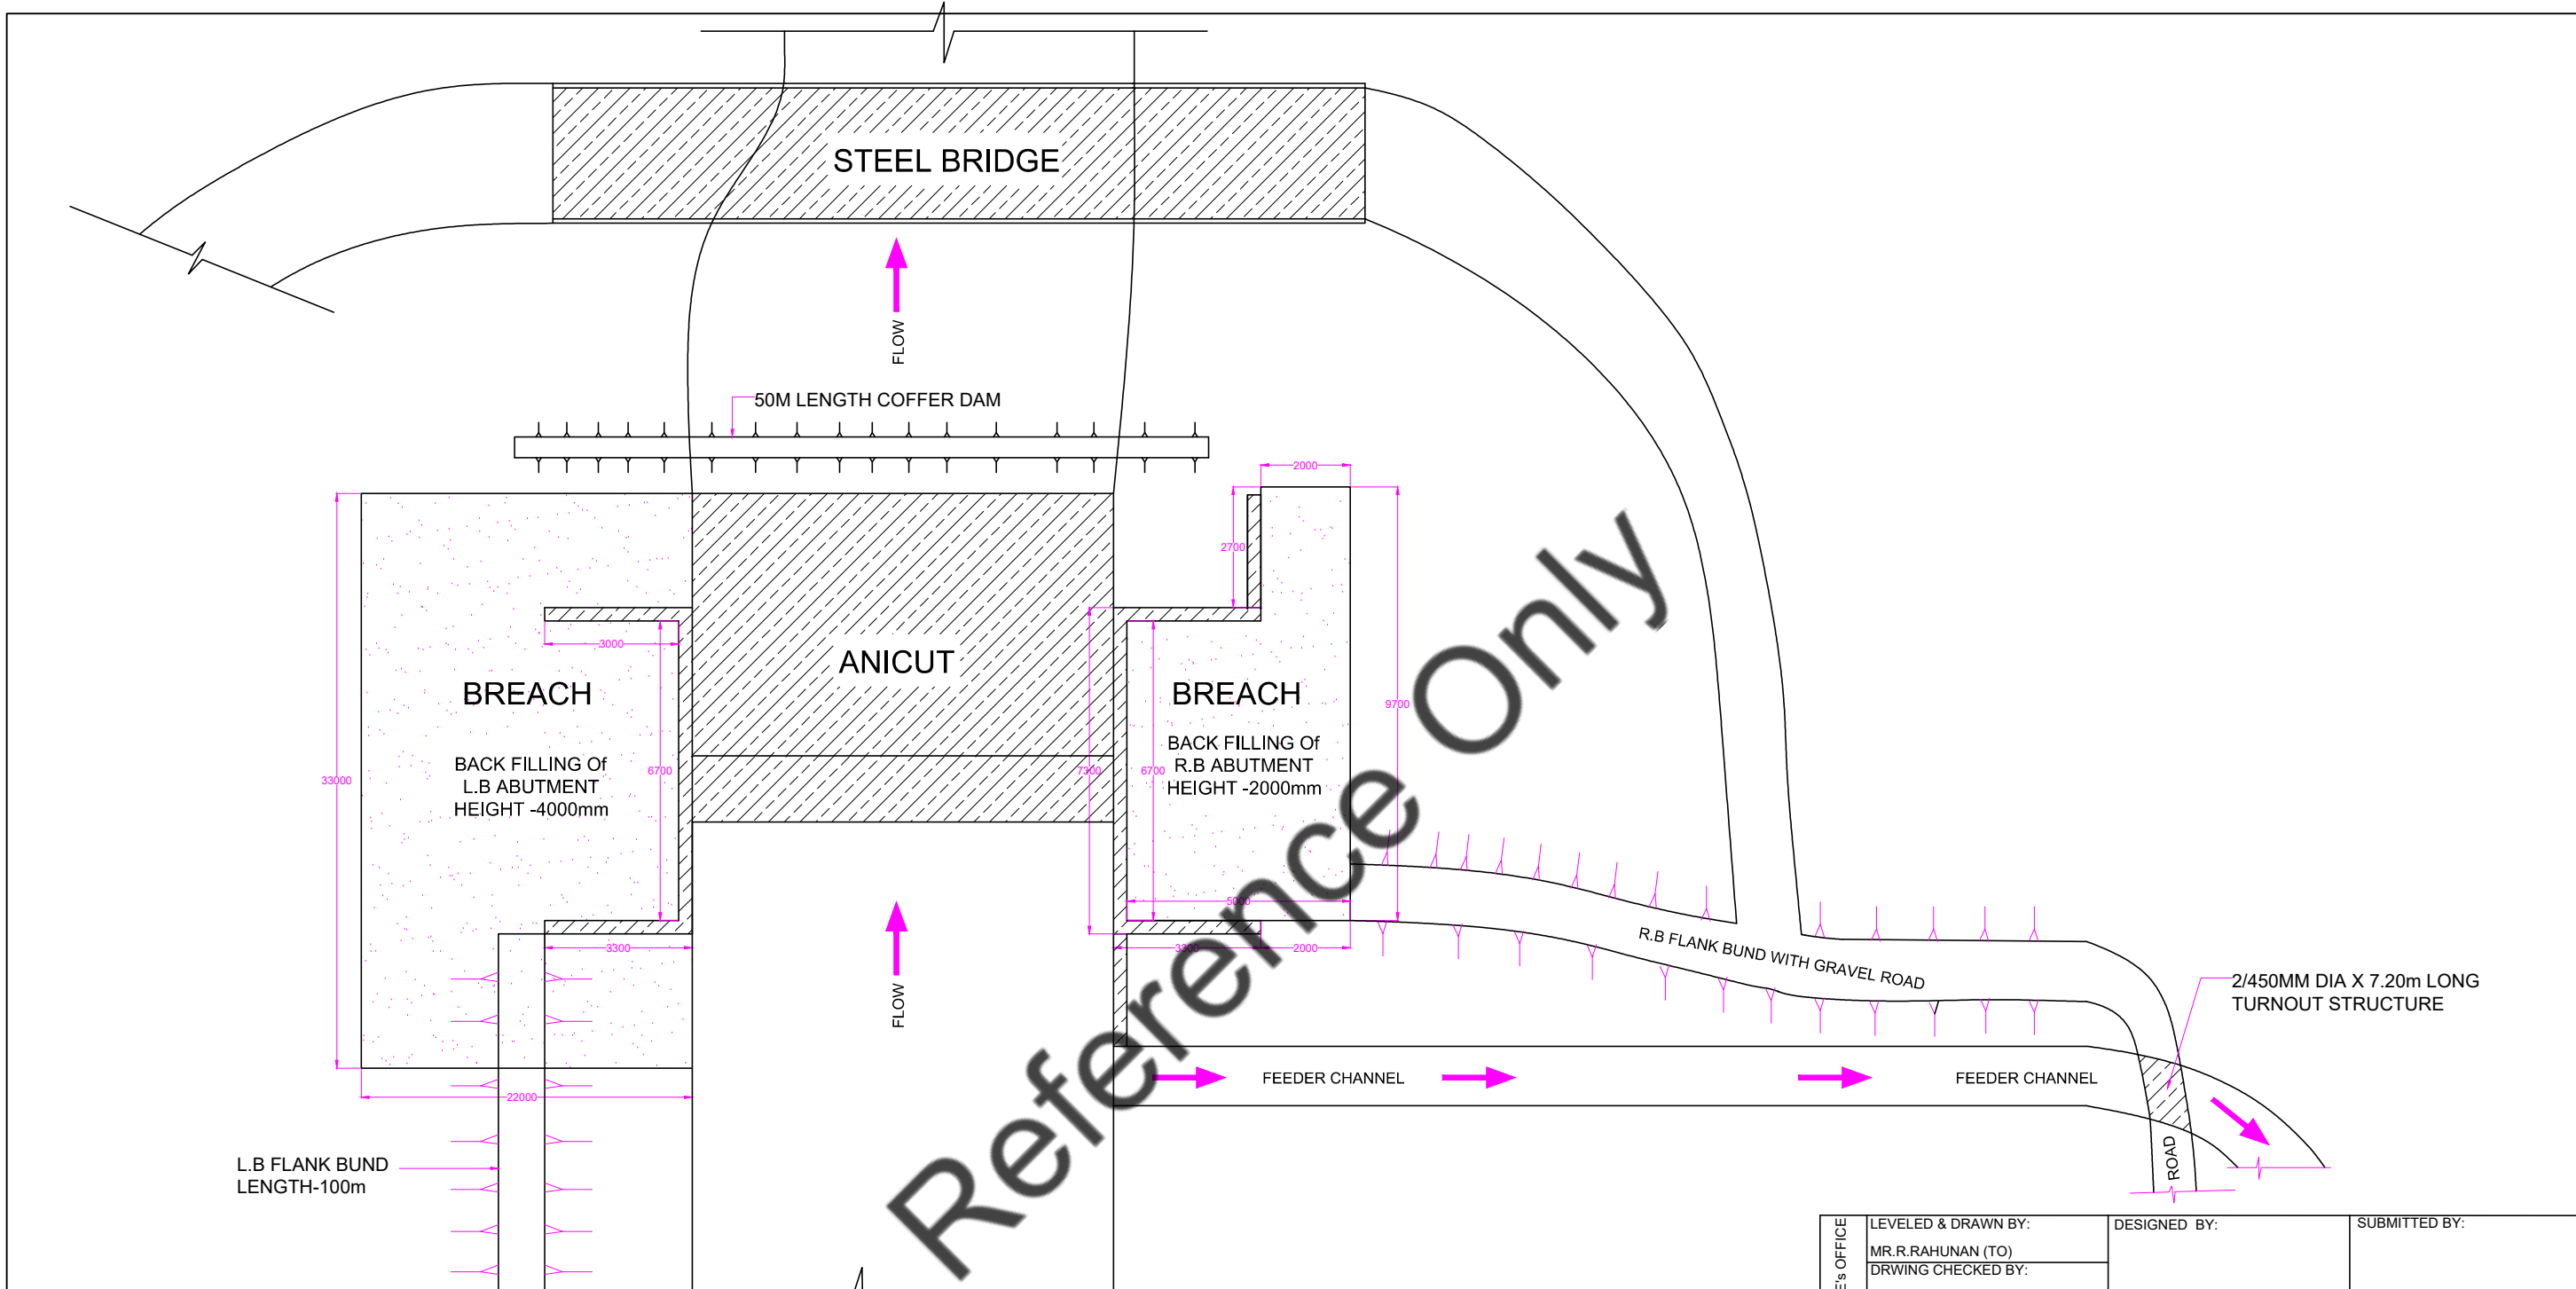 STEEL BRIDGE
FLOW
50M LENGTH COFFER DAM
2000
2700
3000
ANICUT
BREACH
BREACH
9700
BACK FILLING Of
R.B ABUTMENT
HEIGHT -2000mm
BACK FILLING Of
L.B ABUTMENT
HEIGHT -4000mm
33000
6700
7300
6700
5000
3300
3300
2000
R.B FLANK BUND WITH GRAVEL ROAD
2/450MM DIA X 7.20m LONG
TURNOUT STRUCTURE
FLOW
FEEDER CHANNEL
FEEDER CHANNEL
22000
ROAD
L.B FLANK BUND
LENGTH-100m
Reference Only
E's OFFICE
LEVELED & DRAWN BY:
MR.R.RAHUNAN (TO)
DRWING CHECKED BY:
DESIGNED BY:
SUBMITTED BY: